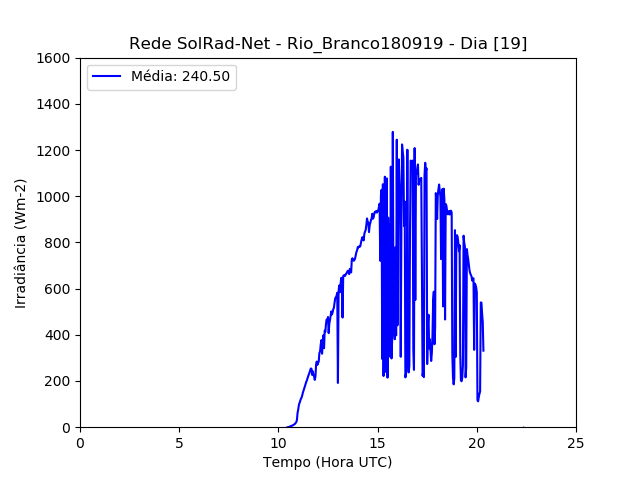 Rede SolRad-Net - Rio_Branco180919 - Dia [19]
Média: 240.50
Irradiância (Wm-2)
1600
1400
1200
1000
800
600
400
200
0
0 5 10 15 20 25
Tempo (Hora UTC)